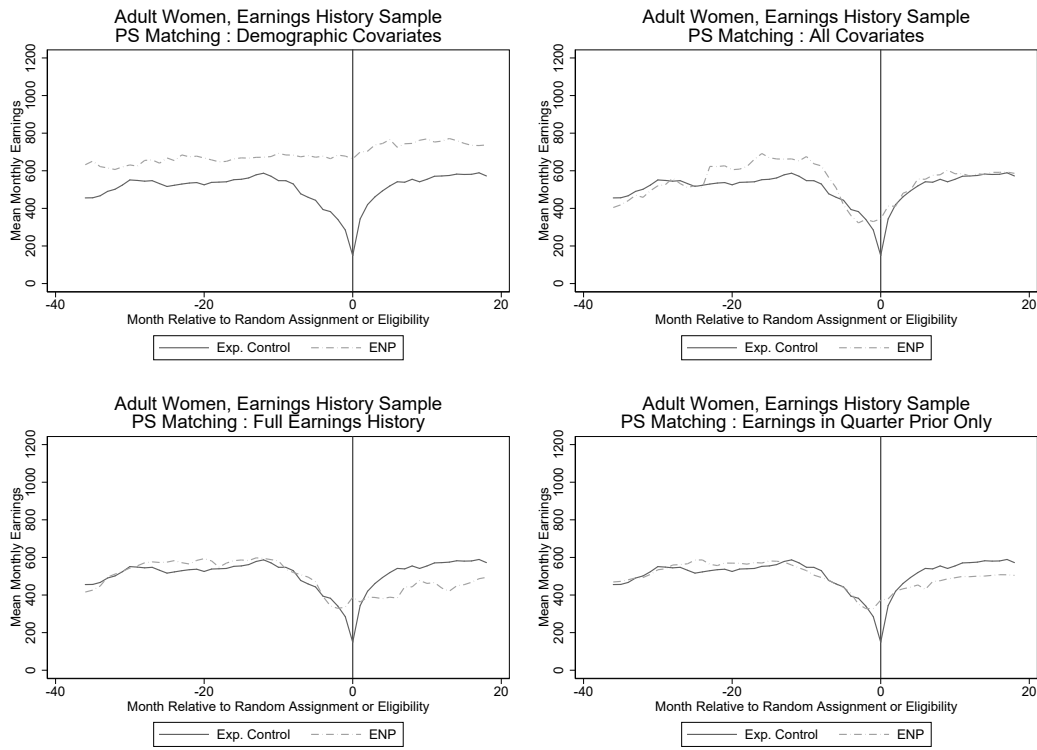 Adult Women, Earnings History Sample
PS Matching : Demographic Covariates
Mean Monthly Earnings
0 200 400 600 800 1000 1200
-40 -20 0 20
Month Relative to Random Assignment or Eligibility
Exp. Control ENP
Adult Women, Earnings History Sample
PS Matching : All Covariates
Mean Monthly Earnings
0 200 400 600 800 1000 1200
-40 -20 0 20
Month Relative to Random Assignment or Eligibility
Exp. Control ENP
Adult Women, Earnings History Sample
PS Matching : Full Earnings History
Mean Monthly Earnings
0 200 400 600 800 1000 1200
-40 -20 0 20
Month Relative to Random Assignment or Eligibility
Exp. Control ENP
Adult Women, Earnings History Sample
PS Matching : Earnings in Quarter Prior Only
Mean Monthly Earnings
0 200 400 600 800 1000 1200
-40 -20 0 20
Month Relative to Random Assignment or Eligibility
Exp. Control ENP